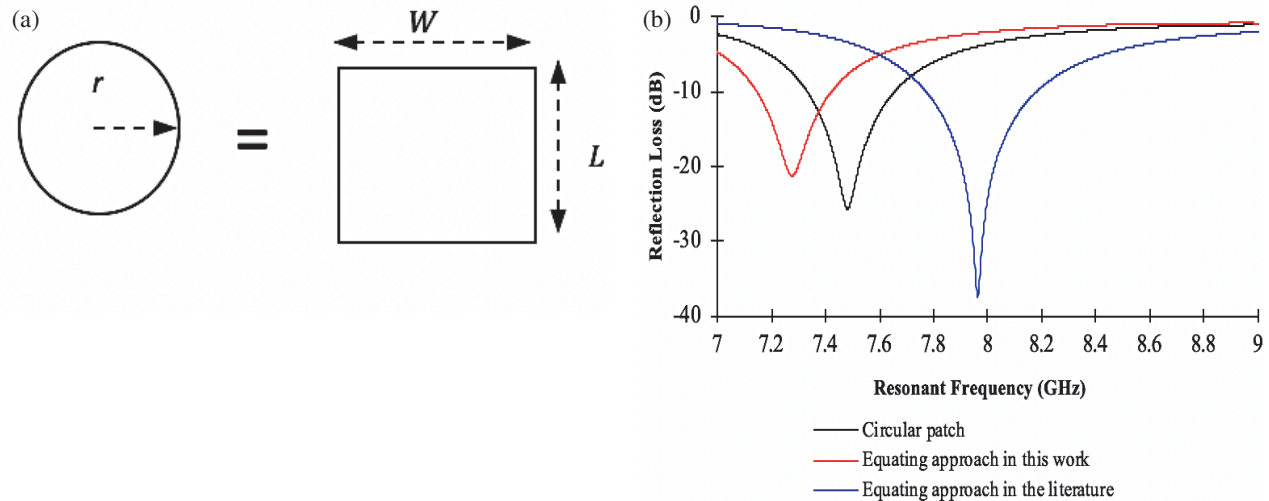 (a)
r
=
W
L
(b)
Reflection Loss (dB)
0
-10
-20
-30
-40
7 7.2 7.4 7.6 7.8 8 8.2 8.4 8.6 8.8 9
Resonant Frequency (GHz)
Circular patch
Equating approach in this work
Equating approach in the literature